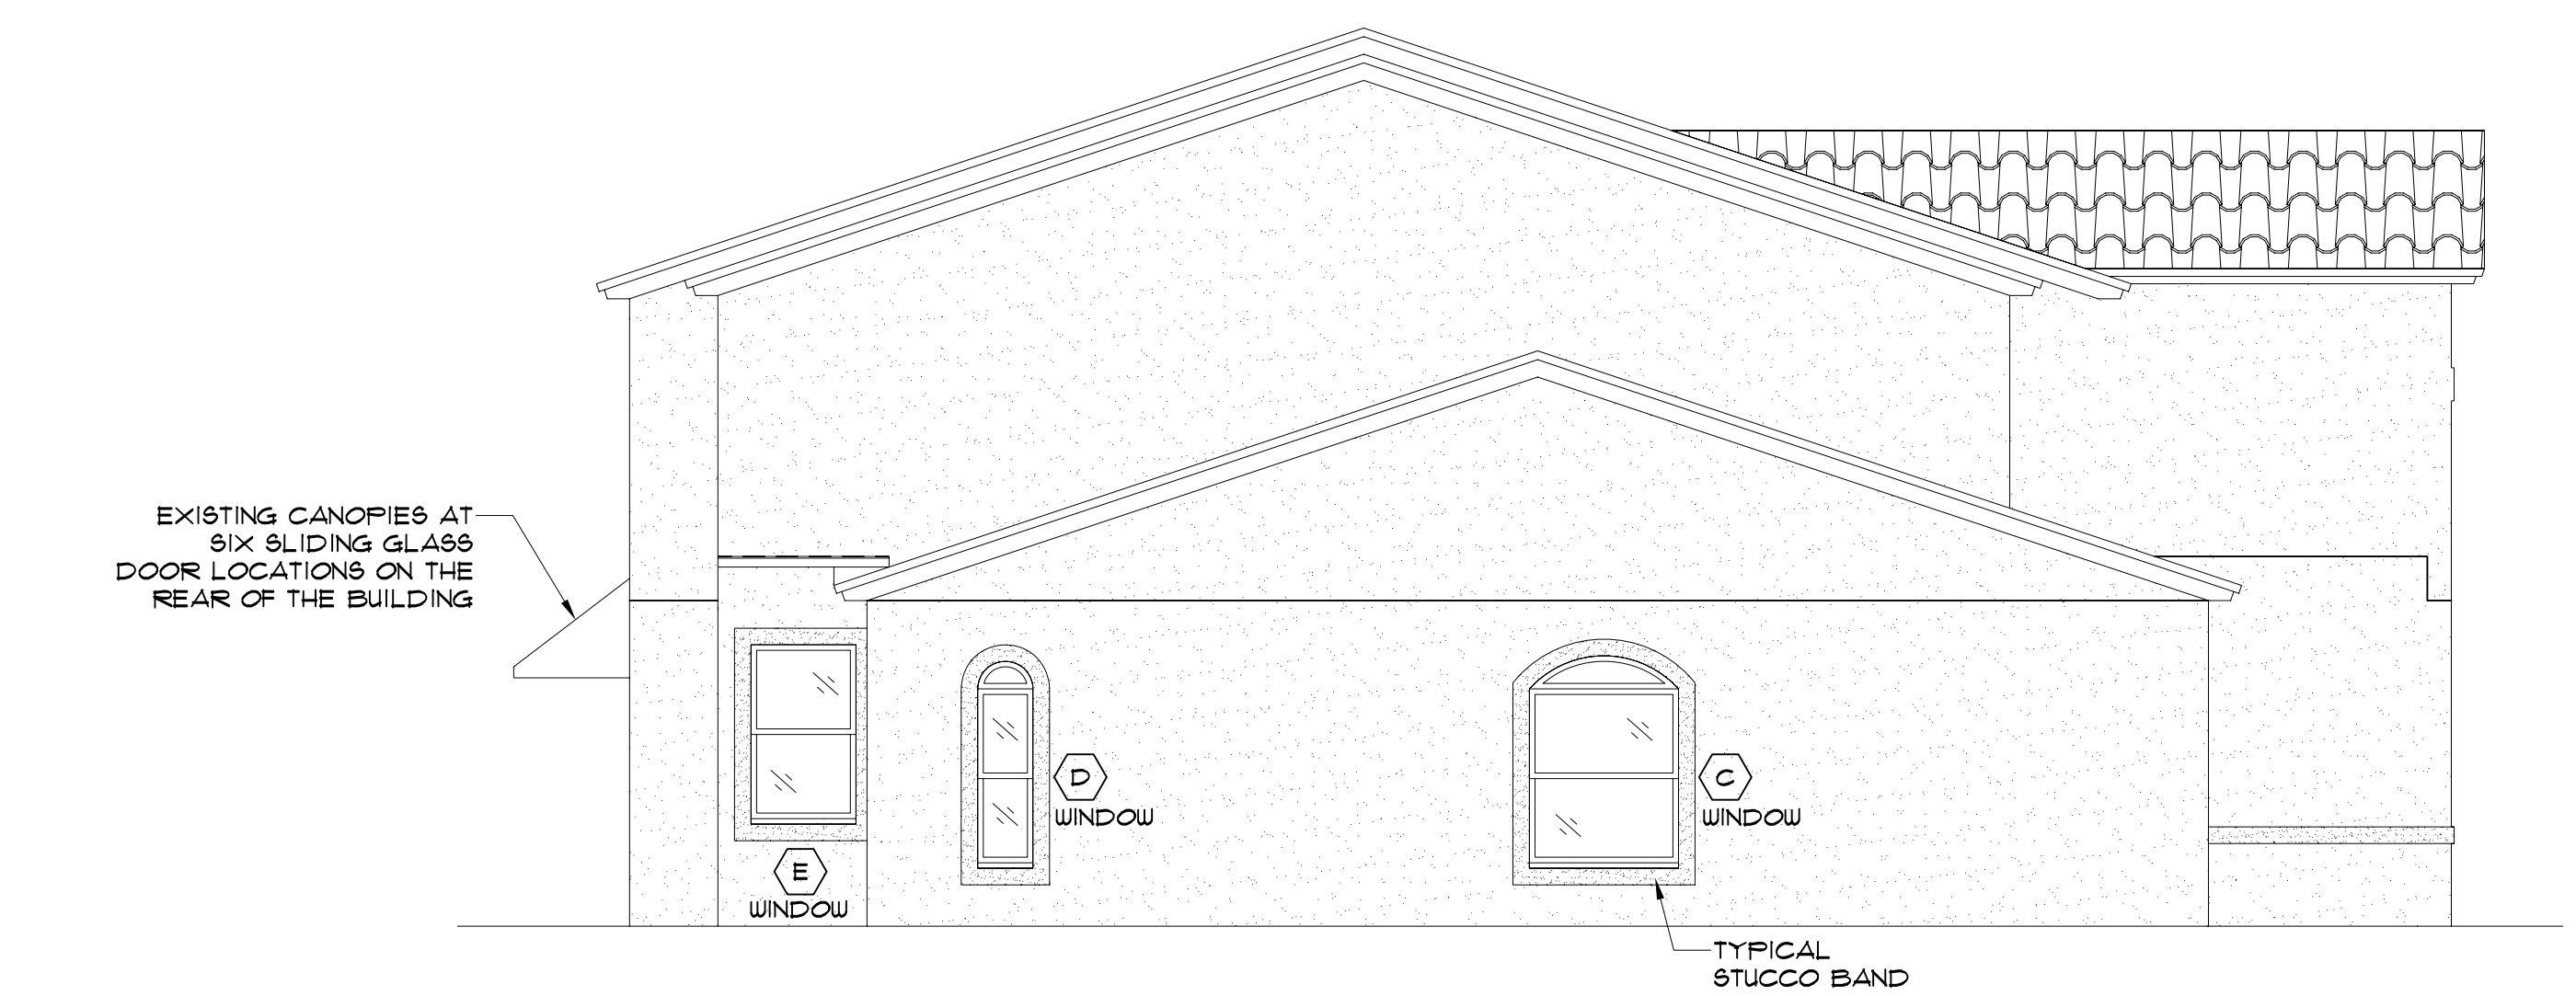 EXISTING CANOPIES AT
SIX SLIDING GLASS
DOOR LOCATIONS ON THE
REAR OF THE BUILDING
E
WINDOW
D
WINDOW
C
WINDOW
TYPICAL
STUCCO BAND